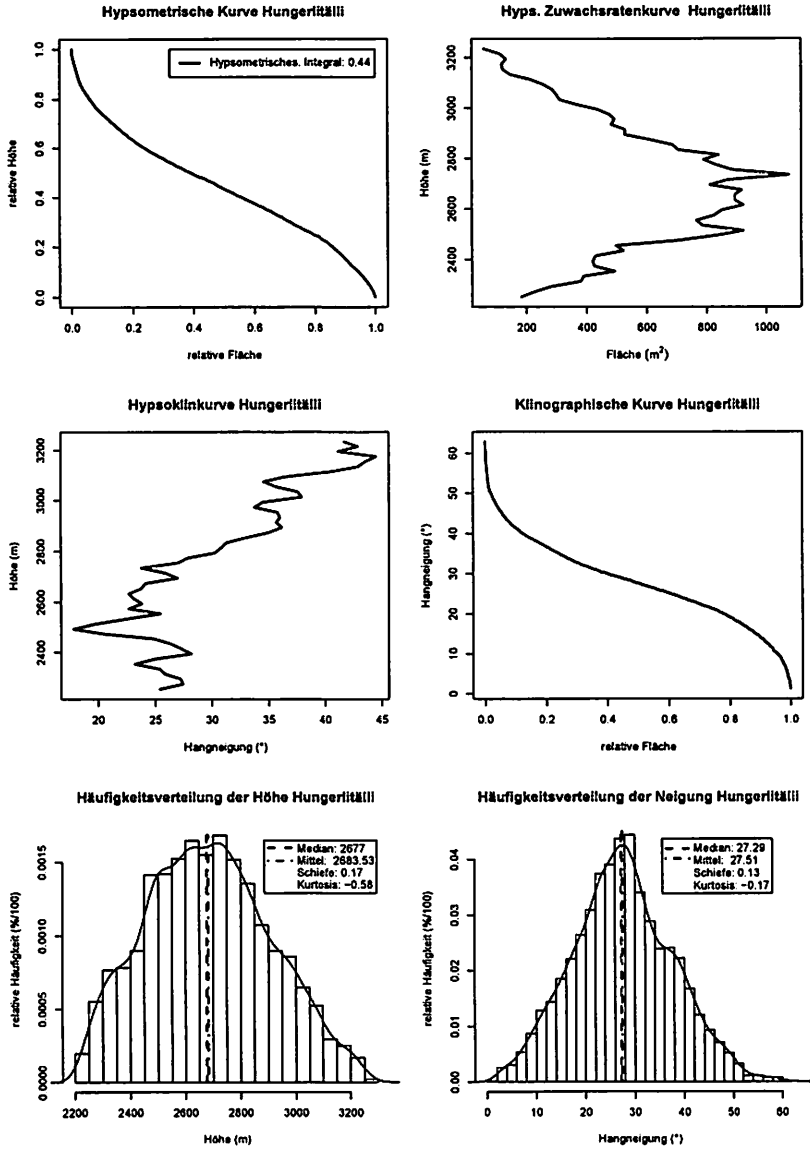 Hypsometrische Kurve Hungerlitälli
relative Höhe
0.0 0.2 0.4 0.6 0.8 1.0
Hypsometrisches. Integral: 0.44
0.0 0.2 0.4 0.6 0.8 1.0
relative Fläche
Hyps. Zuwachsratenkurve Hungerlitälli
Höhe (m)
2400 2600 2800 3000 3200
200 400 600 800 1000
Fläche (m²)
Hypsoklinkurve Hungerlitälli
Höhe (m)
2400 2600 2800 3000 3200
20 25 30 35 40 45
Hangneigung (°)
Klinographische Kurve Hungerlitälli
Hangneigung (°)
0 10 20 30 40 50 60
0.0 0.2 0.4 0.6 0.8 1.0
relative Fläche
Häufigkeitsverteilung der Höhe Hungerlitälli
relative Häufigkeit (%/100)
0.0000 0.0005 0.0010 0.0015
Median: 2677
Mittel: 2683.53
Schiefe: 0.17
Kurtosis: −0.58
2200 2400 2600 2800 3000 3200
Höhe (m)
Häufigkeitsverteilung der Neigung Hungerlitälli
relative Häufigkeit (%/100)
0.00 0.01 0.02 0.03 0.04
Median: 27.29
Mittel: 27.51
Schiefe: 0.13
Kurtosis: −0.17
0 10 20 30 40 50 60
Hangneigung (°)